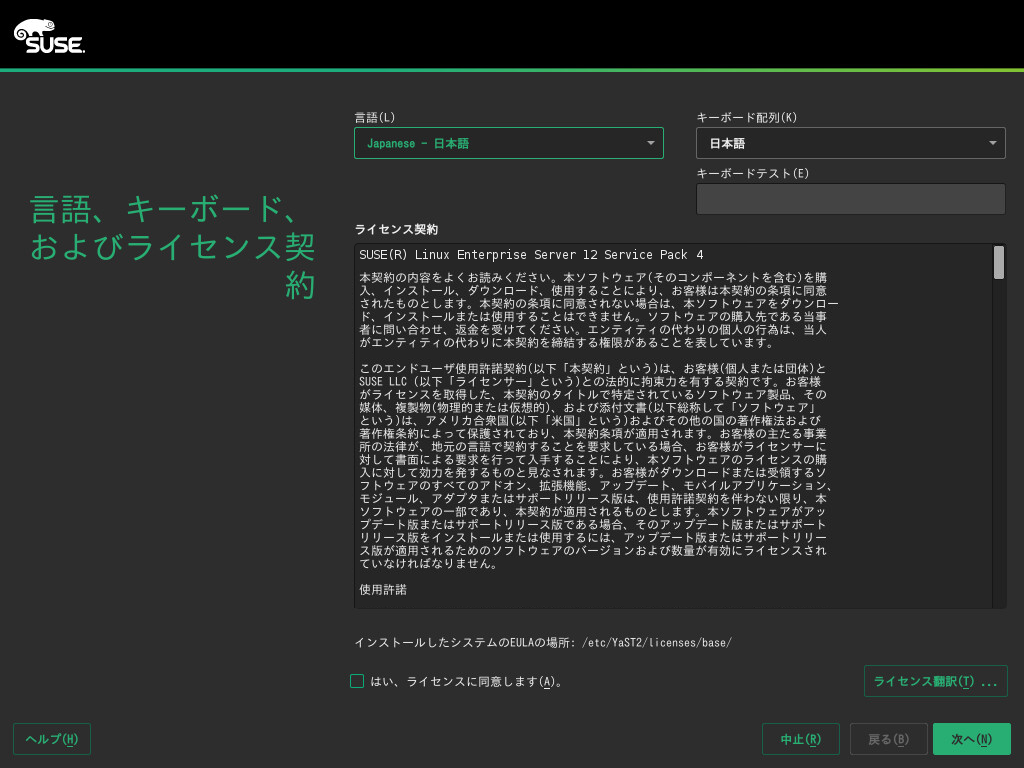 SUSE.
言語(L)
キーボード配列(K)
Japanese - 日本語
日本語
キーボードテスト(E)
言語、キーボード、
およびライセンス契
約
ライセンス契約
SUSE(R) Linux Enterprise Server 12 Service Pack 4
本契約の内容をよくお読みください。本ソフトウェア(そのコンポーネントを含む)を購
入、インストール、ダウンロード、使用することにより、お客様は本契約の条項に同意
されたものとします。本契約の条項に同意されない場合は、本ソフトウェアをダウンロー
ド、インストールまたは使用することはできません。ソフトウェアの購入先である当事
者に問い合わせ、返金を受けてください。エンティティの代わりの個人の行為は、当人
がエンティティの代わりに本契約を締結する権限があることを表しています。
このエンドユーザ使用許諾契約(以下「本契約」という)は、お客様(個人または団体)と
SUSE LLC (以下「ライセンサー」という)との法的に拘束力を有する契約です。お客様
がライセンスを取得した、本契約のタイトルで特定されているソフトウェア製品、その
媒体、複製物(物理的または仮想的)、および添付文書(以下総称して「ソフトウェア」
という)は、アメリカ合衆国(以下「米国」という)およびその他の国の著作権法および
著作権条約によって保護されており、本契約条項が適用されます。お客様の主たる事業
所の法律が、地元の言語で契約することを要求している場合、お客様がライセンサーに
対して書面による要求を行って入手することにより、本ソフトウェアのライセンスの購
入に対して効力を発するものと見なされます。お客様がダウンロードまたは受領するソ
フトウェアのすべてのアドオン、拡張機能、アップデート、モバイルアプリケーション、
モジュール、アダプタまたはサポートリリース版は、使用許諾契約を伴わない限り、本
ソフトウェアの一部であり、本契約が適用されるものとします。本ソフトウェアがアッ
プデート版またはサポートリリース版である場合、そのアップデート版またはサポート
リリース版をインストールまたは使用するには、アップデート版またはサポートリリー
ス版が適用されるためのソフトウェアのバージョンおよび数量が有効にライセンスされ
ていなければなりません。
使用許諾
インストールしたシステムのEULAの場所: /etc/YaST2/licenses/base/
はい、ライセンスに同意します(A)。
ライセンス翻訳(T) ...
ヘルプ(H)
中止(R)
戻る(B)
次へ(N)